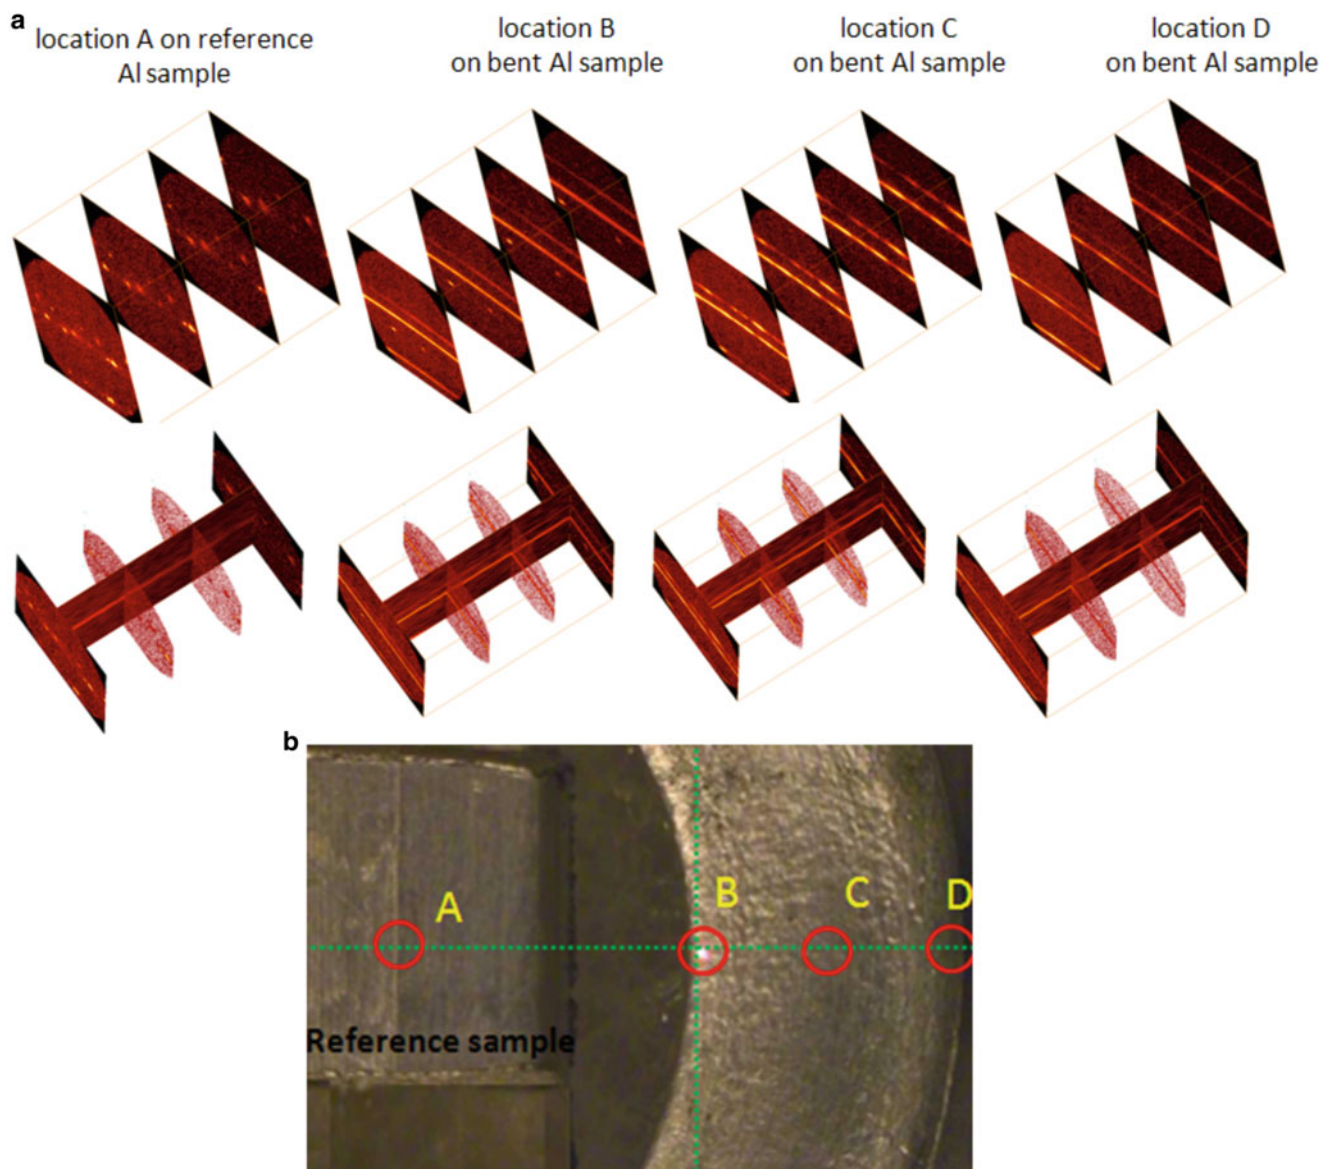 a
location A on reference
Al sample
location B
on bent Al sample
location C
on bent Al sample
location D
on bent Al sample
b
A
B
C
D
Reference sample